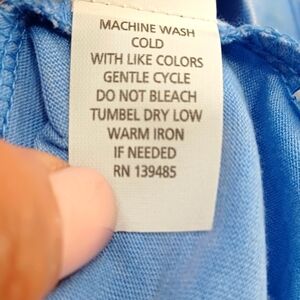 MACHINE WASH
COLD
WITH LIKE COLORS
GENTLE CYCLE
DO NOT BLEACH
TUMBEL DRY LOW
WARM IRON
IF NEEDED
RN 139485